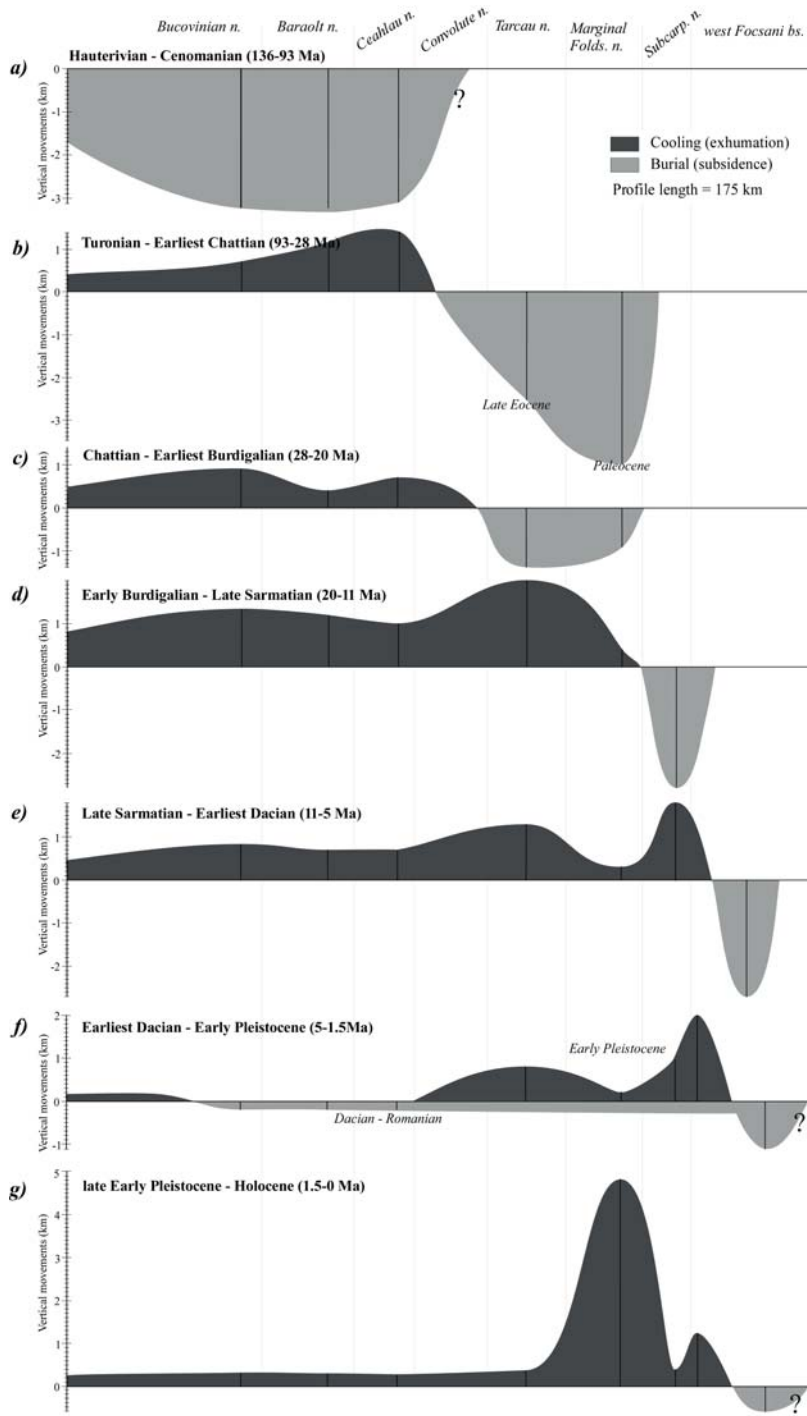 Bucovinian n.
Baraolt n.
Ceahlau n.
Convolute n.
Tarcau n.
Marginal
Folds. n.
Subcarp. n.
west Focsani bs.
a)
Hauterivian - Cenomanian (136-93 Ma)
Vertical movements (km)
0
-1
-2
-3
?
Cooling (exhumation)
Burial (subsidence)
Profile length = 175 km
b)
Turonian - Earliest Chattian (93-28 Ma)
Vertical movements (km)
1
0
-1
-2
-3
Late Eocene
Paleocene
c)
Chattian - Earliest Burdigalian (28-20 Ma)
Vertical movements (km)
1
0
-1
d)
Early Burdigalian - Late Sarmatian (20-11 Ma)
Vertical movements (km)
1
0
-1
-2
e)
Late Sarmatian - Earliest Dacian (11-5 Ma)
Vertical movements (km)
1
0
-1
-2
f)
Earliest Dacian - Early Pleistocene (5-1.5Ma)
Vertical movements (km)
2
1
0
-1
Early Pleistocene
Dacian - Romanian
?
g)
late Early Pleistocene - Holocene (1.5-0 Ma)
Vertical movements (km)
5
4
3
2
1
0
?